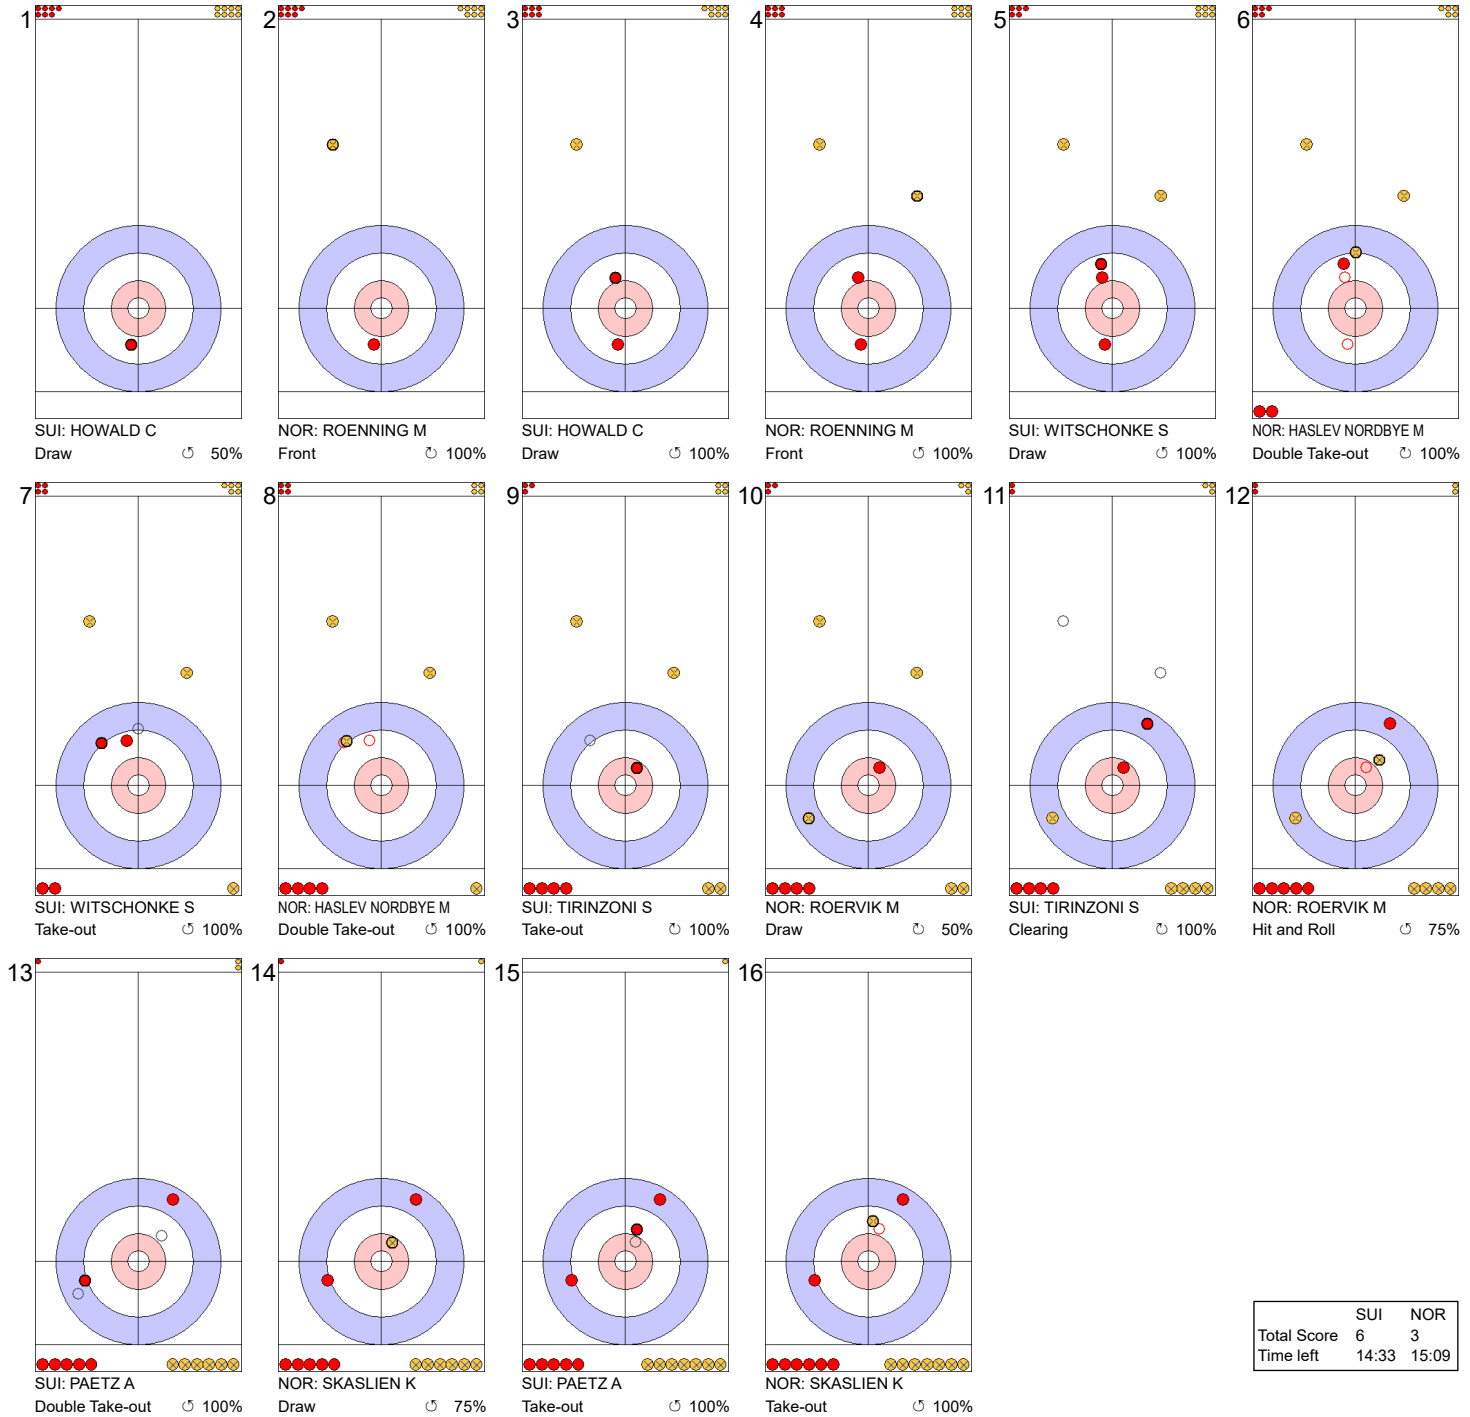 1
2
3
4
5
6
SUI: HOWALD C
Draw ↺ 50%
NOR: ROENNING M
Front ↻ 100%
SUI: HOWALD C
Draw ↺ 100%
NOR: ROENNING M
Front ↺ 100%
SUI: WITSCHONKE S
Draw ↺ 100%
NOR: HASLEV NORDBYE M
Double Take-out ↻ 100%
7
8
9
10
11
12
SUI: WITSCHONKE S
Take-out ↺ 100%
NOR: HASLEV NORDBYE M
Double Take-out ↻ 100%
SUI: TIRINZONI S
Take-out ↻ 100%
NOR: ROERVIK M
Draw ↻ 50%
SUI: TIRINZONI S
Clearing ↻ 100%
NOR: ROERVIK M
Hit and Roll ↺ 75%
13
14
15
16
SUI: PAETZ A
Double Take-out ↺ 100%
NOR: SKASLIEN K
Draw ↺ 75%
SUI: PAETZ A
Take-out ↺ 100%
NOR: SKASLIEN K
Take-out ↻ 100%
SUI NOR
Total Score 6 3
Time left 14:33 15:09